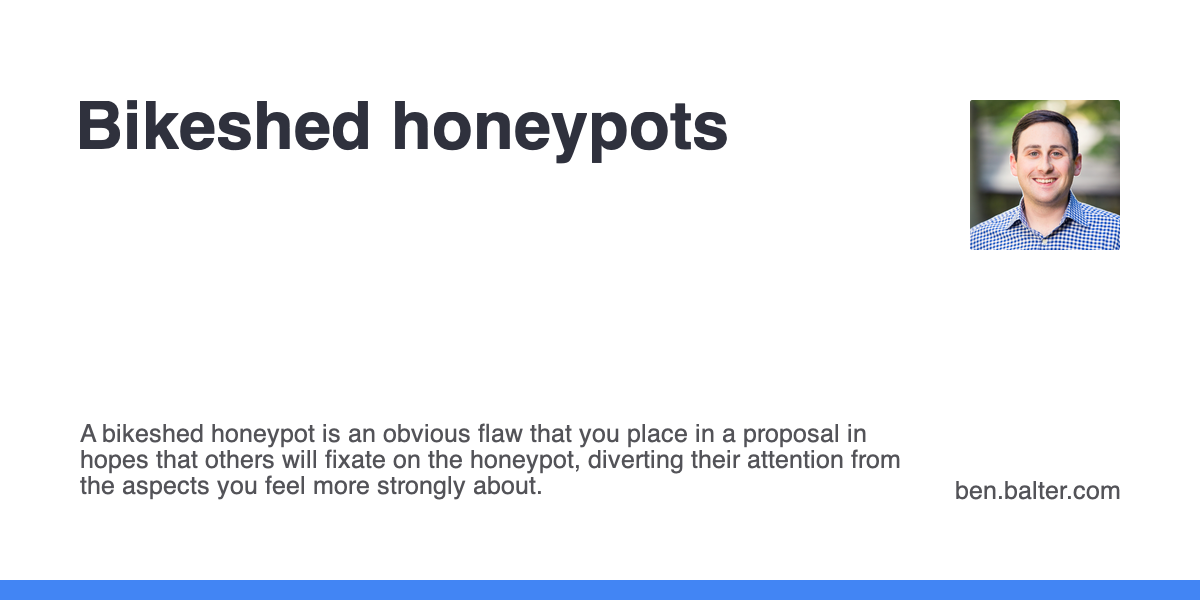 Bikeshed honeypots
A bikeshed honeypot is an obvious flaw that you place in a proposal in
hopes that others will fixate on the honeypot, diverting their attention from
the aspects you feel more strongly about.
ben.balter.com